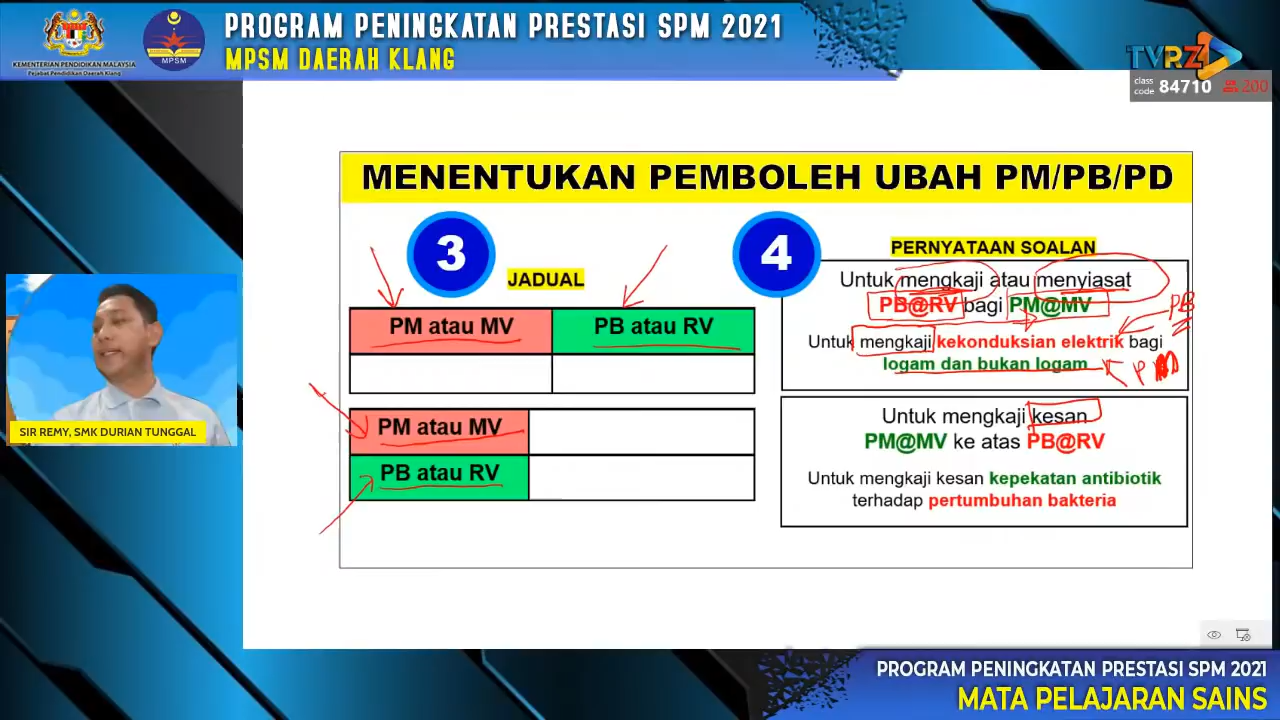 KEMENTERIAN PENDIDIKAN MALAYSIA
Pejabat Pendidikan Daerah Klang
MPSM
PROGRAM PENINGKATAN PRESTASI SPM 2021
MPSM DAERAH KLANG
TVRZ
class code 84710 200
MENENTUKAN PEMBOLEH UBAH PM/PB/PD
3
JADUAL
PM atau MV
PB atau RV
PM atau MV
PB atau RV
4
PERNYATAAN SOALAN
Untuk mengkaji atau menyiasat
PB@RV bagi PM@MV
PB
Untuk mengkaji kekonduksian elektrik bagi
logam dan bukan logam
PM
Untuk mengkaji kesan
PM@MV ke atas PB@RV
Untuk mengkaji kesan kepekatan antibiotik
terhadap pertumbuhan bakteria
SIR REMY, SMK DURIAN TUNGGAL
PROGRAM PENINGKATAN PRESTASI SPM 2021
MATA PELAJARAN SAINS